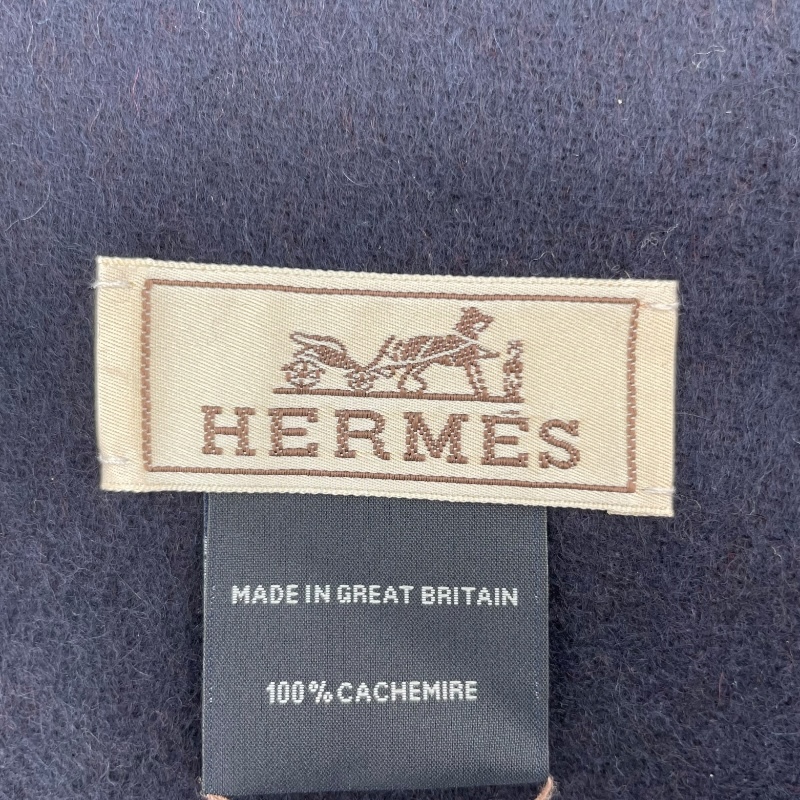 HERMÈS
MADE IN GREAT BRITAIN
100% CACHEMIRE